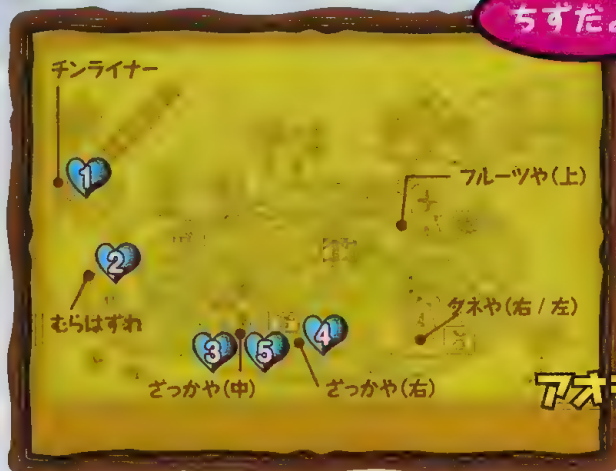 ちずだ
チンライナー
1
フルーツや(上)
2
むらはずれ
タネや(右/左)
3
5
4
ざっかや(中)
ざっかや(右)
アオ